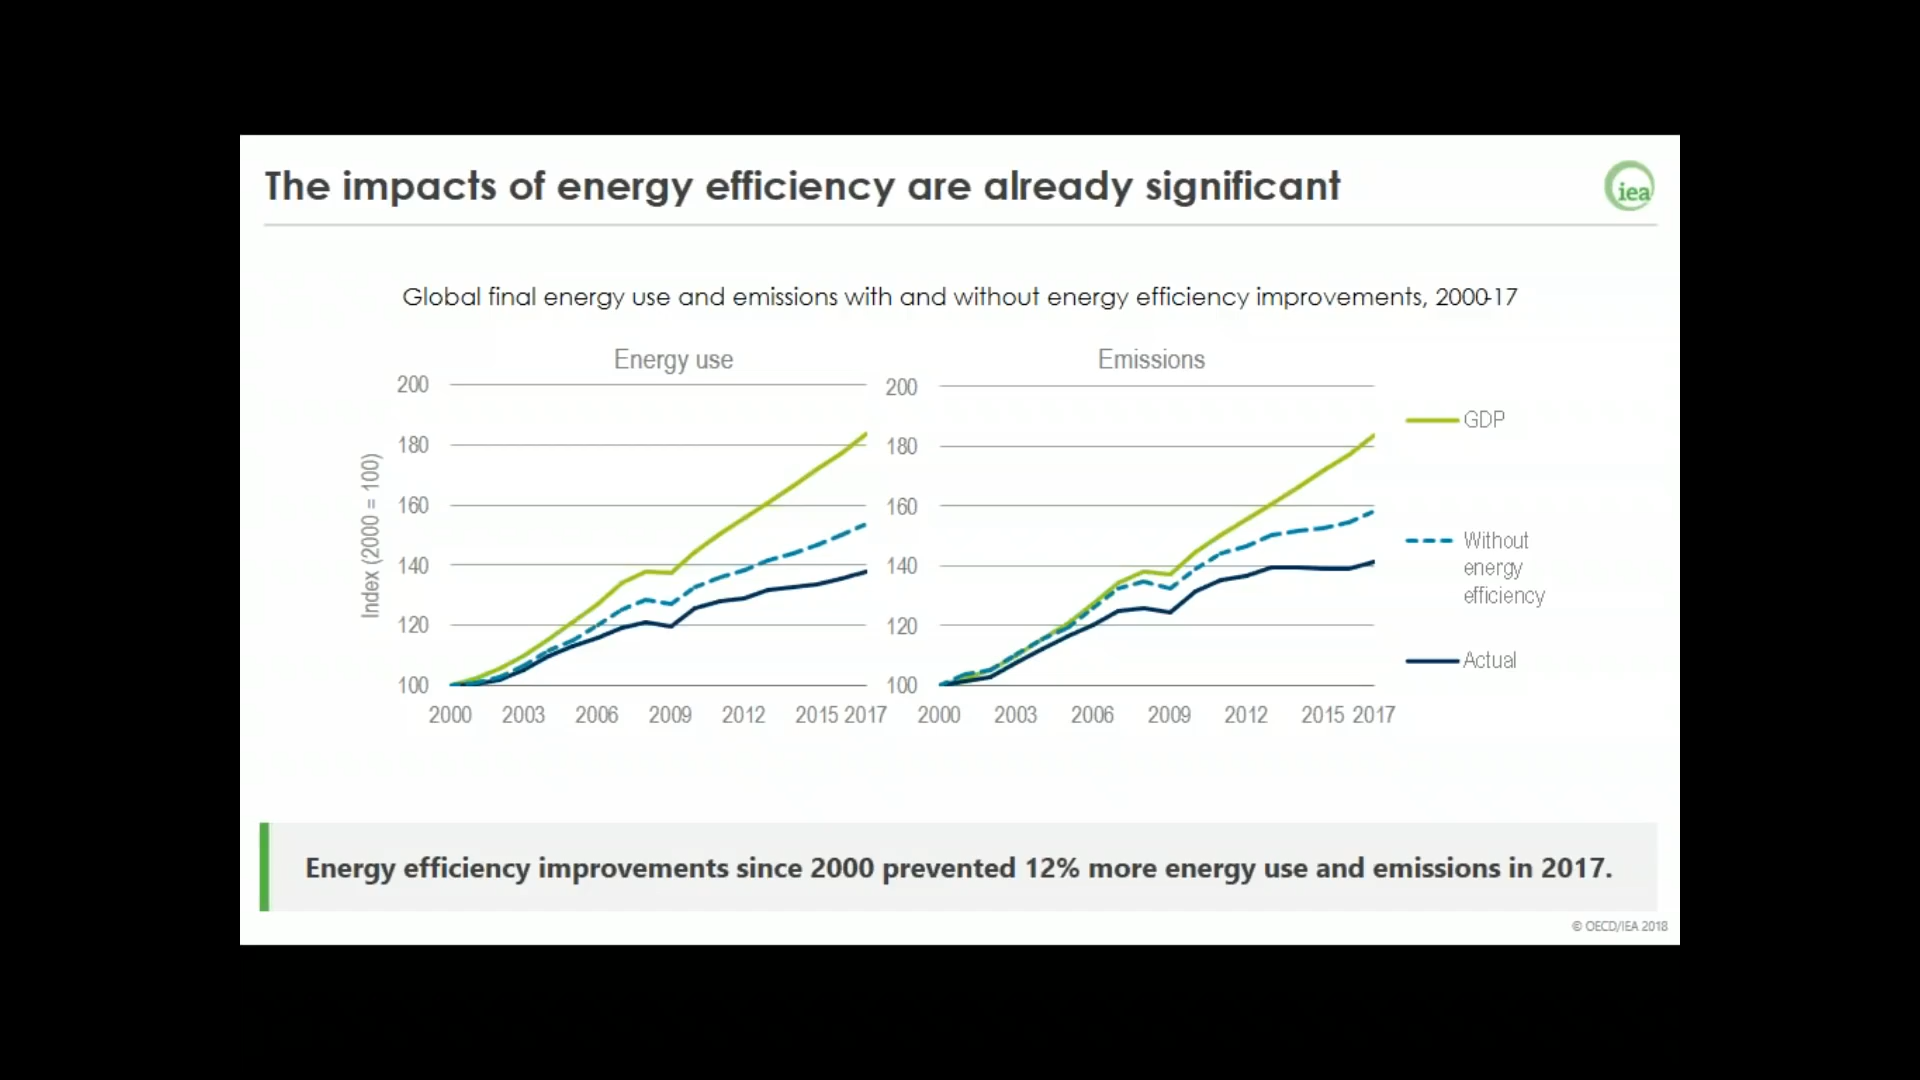 The impacts of energy efficiency are already significant
iea
Global final energy use and emissions with and without energy efficiency improvements, 2000-17
Energy use
Index (2000 = 100)
200
180
160
140
120
100
2000 2003 2006 2009 2012 2015 2017
Emissions
200
180
160
140
120
100
2000 2003 2006 2009 2012 2015 2017
GDP
Without
energy
efficiency
Actual
Energy efficiency improvements since 2000 prevented 12% more energy use and emissions in 2017.
© OECD/IEA 2018